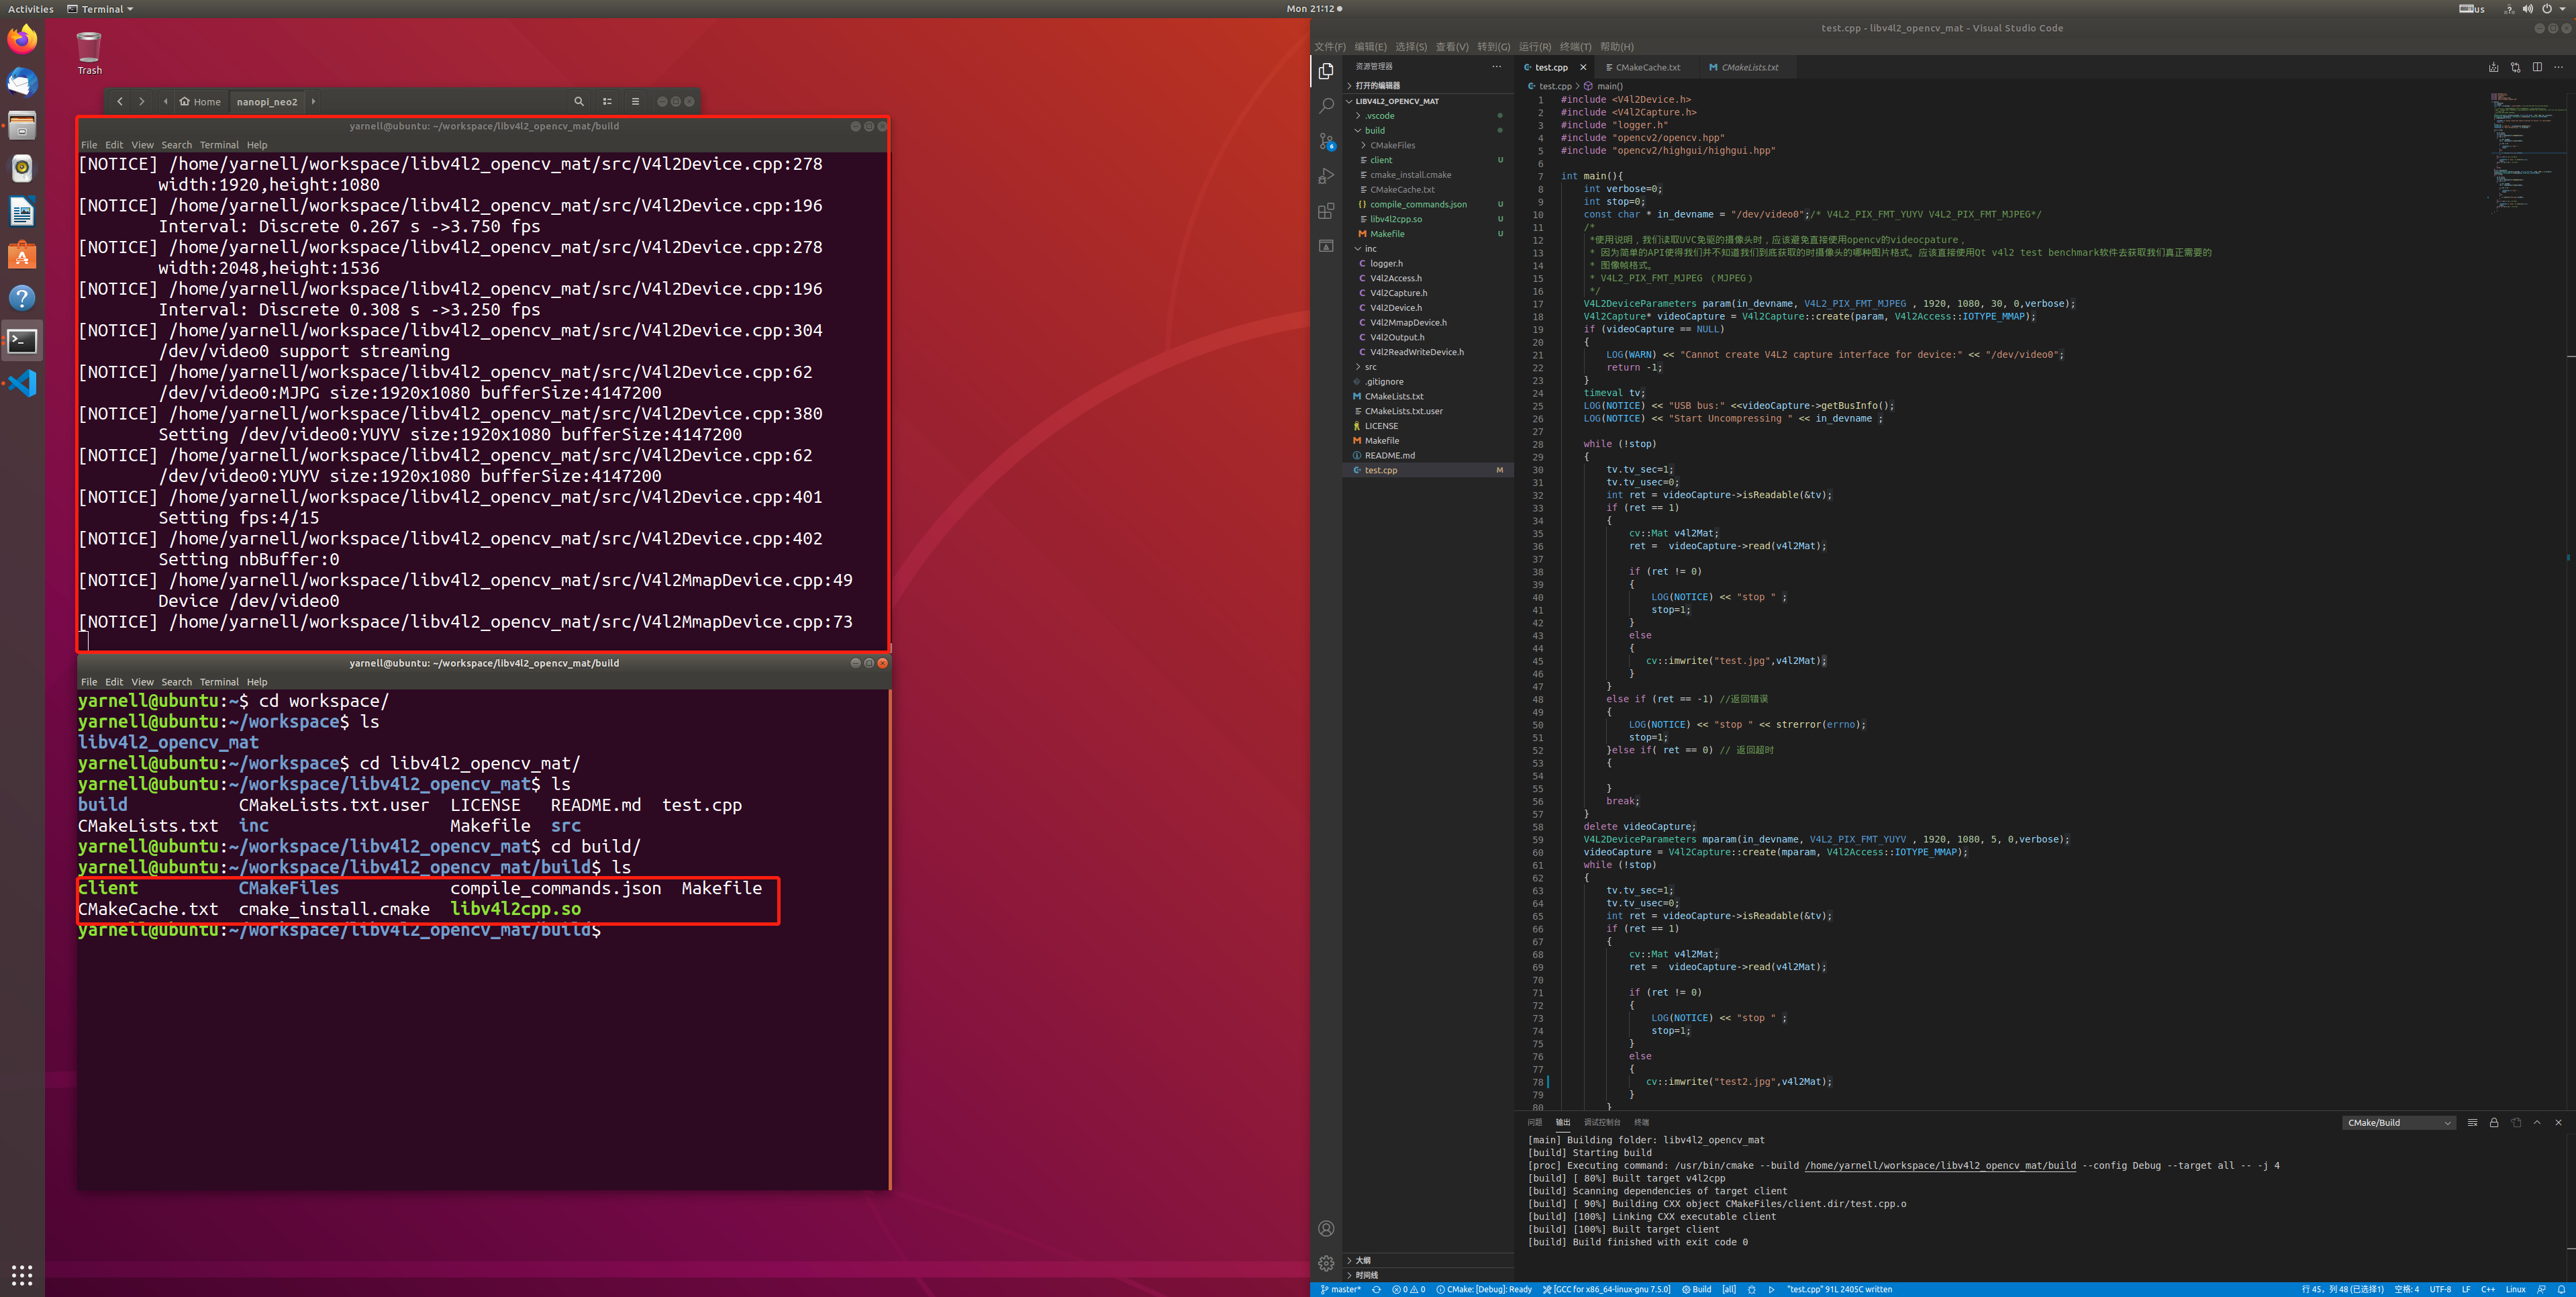 Activities
Terminal
Mon 21:12
us
Trash
Home
nanopi_neo2
yarnell@ubuntu: ~/workspace/libv4l2_opencv_mat/build
File Edit View Search Terminal Help
[NOTICE] /home/yarnell/workspace/libv4l2_opencv_mat/src/V4l2Device.cpp:278
width:1920,height:1080
[NOTICE] /home/yarnell/workspace/libv4l2_opencv_mat/src/V4l2Device.cpp:196
Interval: Discrete 0.267 s ->3.750 fps
[NOTICE] /home/yarnell/workspace/libv4l2_opencv_mat/src/V4l2Device.cpp:278
width:2048,height:1536
[NOTICE] /home/yarnell/workspace/libv4l2_opencv_mat/src/V4l2Device.cpp:196
Interval: Discrete 0.308 s ->3.250 fps
[NOTICE] /home/yarnell/workspace/libv4l2_opencv_mat/src/V4l2Device.cpp:304
/dev/video0 support streaming
[NOTICE] /home/yarnell/workspace/libv4l2_opencv_mat/src/V4l2Device.cpp:62
/dev/video0:MJPG size:1920x1080 bufferSize:4147200
[NOTICE] /home/yarnell/workspace/libv4l2_opencv_mat/src/V4l2Device.cpp:380
Setting /dev/video0:YUYV size:1920x1080 bufferSize:4147200
[NOTICE] /home/yarnell/workspace/libv4l2_opencv_mat/src/V4l2Device.cpp:62
/dev/video0:YUYV size:1920x1080 bufferSize:4147200
[NOTICE] /home/yarnell/workspace/libv4l2_opencv_mat/src/V4l2Device.cpp:401
Setting fps:4/15
[NOTICE] /home/yarnell/workspace/libv4l2_opencv_mat/src/V4l2Device.cpp:402
Setting nbBuffer:0
[NOTICE] /home/yarnell/workspace/libv4l2_opencv_mat/src/V4l2MmapDevice.cpp:49
Device /dev/video0
[NOTICE] /home/yarnell/workspace/libv4l2_opencv_mat/src/V4l2MmapDevice.cpp:73
yarnell@ubuntu: ~/workspace/libv4l2_opencv_mat/build
File Edit View Search Terminal Help
yarnell@ubuntu:~$ cd workspace/
yarnell@ubuntu:~/workspace$ ls
libv4l2_opencv_mat
yarnell@ubuntu:~/workspace$ cd libv4l2_opencv_mat/
yarnell@ubuntu:~/workspace/libv4l2_opencv_mat$ ls
build CMakeLists.txt.user LICENSE README.md test.cpp
CMakeLists.txt inc Makefile src
yarnell@ubuntu:~/workspace/libv4l2_opencv_mat$ cd build/
yarnell@ubuntu:~/workspace/libv4l2_opencv_mat/build$ ls
client CMakeFiles compile_commands.json Makefile
CMakeCache.txt cmake_install.cmake libv4l2cpp.so
yarnell@ubuntu:~/workspace/libv4l2_opencv_mat/build$
test.cpp - libv4l2_opencv_mat - Visual Studio Code
文件(F) 编辑(E) 选择(S) 查看(V) 转到(G) 运行(R) 终端(T) 帮助(H)
资源管理器
打开的编辑器
LIBV4L2_OPENCV_MAT
.vscode
build
CMakeFiles
client U
cmake_install.cmake
CMakeCache.txt
compile_commands.json U
libv4l2cpp.so U
Makefile U
inc
logger.h
V4l2Access.h
V4l2Capture.h
V4l2Device.h
V4l2MmapDevice.h
V4l2Output.h
V4l2ReadWriteDevice.h
src
.gitignore
CMakeLists.txt
CMakeLists.txt.user
LICENSE
Makefile
README.md
test.cpp M
大纲
时间线
test.cpp CMakeCache.txt CMakeLists.txt
test.cpp > main()
1 #include <V4l2Device.h>
2 #include <V4l2Capture.h>
3 #include "logger.h"
4 #include "opencv2/opencv.hpp"
5 #include "opencv2/highgui/highgui.hpp"
6
7 int main(){
8 int verbose=0;
9 int stop=0;
10 const char * in_devname = "/dev/video0";/* V4L2_PIX_FMT_YUYV V4L2_PIX_FMT_MJPEG*/
11 /*
12 *使用说明，我们读取UVC免驱的摄像头时，应该避免直接使用opencv的videocpature，
13 * 因为简单的API使得我们并不知道我们到底获取的时摄像头的哪种图片格式。应该直接使用Qt v4l2 test benchmark软件去获取我们真正需要的
14 * 图像帧格式。
15 * V4L2_PIX_FMT_MJPEG （MJPEG）
16 */
17 V4L2DeviceParameters param(in_devname, V4L2_PIX_FMT_MJPEG , 1920, 1080, 30, 0,verbose);
18 V4l2Capture* videoCapture = V4l2Capture::create(param, V4l2Access::IOTYPE_MMAP);
19 if (videoCapture == NULL)
20 {
21 LOG(WARN) << "Cannot create V4L2 capture interface for device:" << "/dev/video0";
22 return -1;
23 }
24 timeval tv;
25 LOG(NOTICE) << "USB bus:" <<videoCapture->getBusInfo();
26 LOG(NOTICE) << "Start Uncompressing " << in_devname ;
27
28 while (!stop)
29 {
30 tv.tv_sec=1;
31 tv.tv_usec=0;
32 int ret = videoCapture->isReadable(&tv);
33 if (ret == 1)
34 {
35 cv::Mat v4l2Mat;
36 ret = videoCapture->read(v4l2Mat);
37
38 if (ret != 0)
39 {
40 LOG(NOTICE) << "stop " ;
41 stop=1;
42 }
43 else
44 {
45 cv::imwrite("test.jpg",v4l2Mat);
46 }
47 }
48 else if (ret == -1) //返回错误
49 {
50 LOG(NOTICE) << "stop " << strerror(errno);
51 stop=1;
52 }else if( ret == 0) // 返回超时
53 {
54
55 }
56 break;
57 }
58 delete videoCapture;
59 V4L2DeviceParameters mparam(in_devname, V4L2_PIX_FMT_YUYV , 1920, 1080, 5, 0,verbose);
60 videoCapture = V4l2Capture::create(mparam, V4l2Access::IOTYPE_MMAP);
61 while (!stop)
62 {
63 tv.tv_sec=1;
64 tv.tv_usec=0;
65 int ret = videoCapture->isReadable(&tv);
66 if (ret == 1)
67 {
68 cv::Mat v4l2Mat;
69 ret = videoCapture->read(v4l2Mat);
70
71 if (ret != 0)
72 {
73 LOG(NOTICE) << "stop " ;
74 stop=1;
75 }
76 else
77 {
78 cv::imwrite("test2.jpg",v4l2Mat);
79 }
80 }
问题 输出 调试控制台 终端
CMake/Build
[main] Building folder: libv4l2_opencv_mat
[build] Starting build
[proc] Executing command: /usr/bin/cmake --build /home/yarnell/workspace/libv4l2_opencv_mat/build --config Debug --target all -- -j 4
[build] [ 80%] Built target v4l2cpp
[build] Scanning dependencies of target client
[build] [ 90%] Building CXX object CMakeFiles/client.dir/test.cpp.o
[build] [100%] Linking CXX executable client
[build] [100%] Built target client
[build] Build finished with exit code 0
master* 0 0 CMake: [Debug]: Ready [GCC for x86_64-linux-gnu 7.5.0] Build [all] "test.cpp" 91L 2405C written
行 45，列 48 (已选择1) 空格: 4 UTF-8 LF C++ Linux